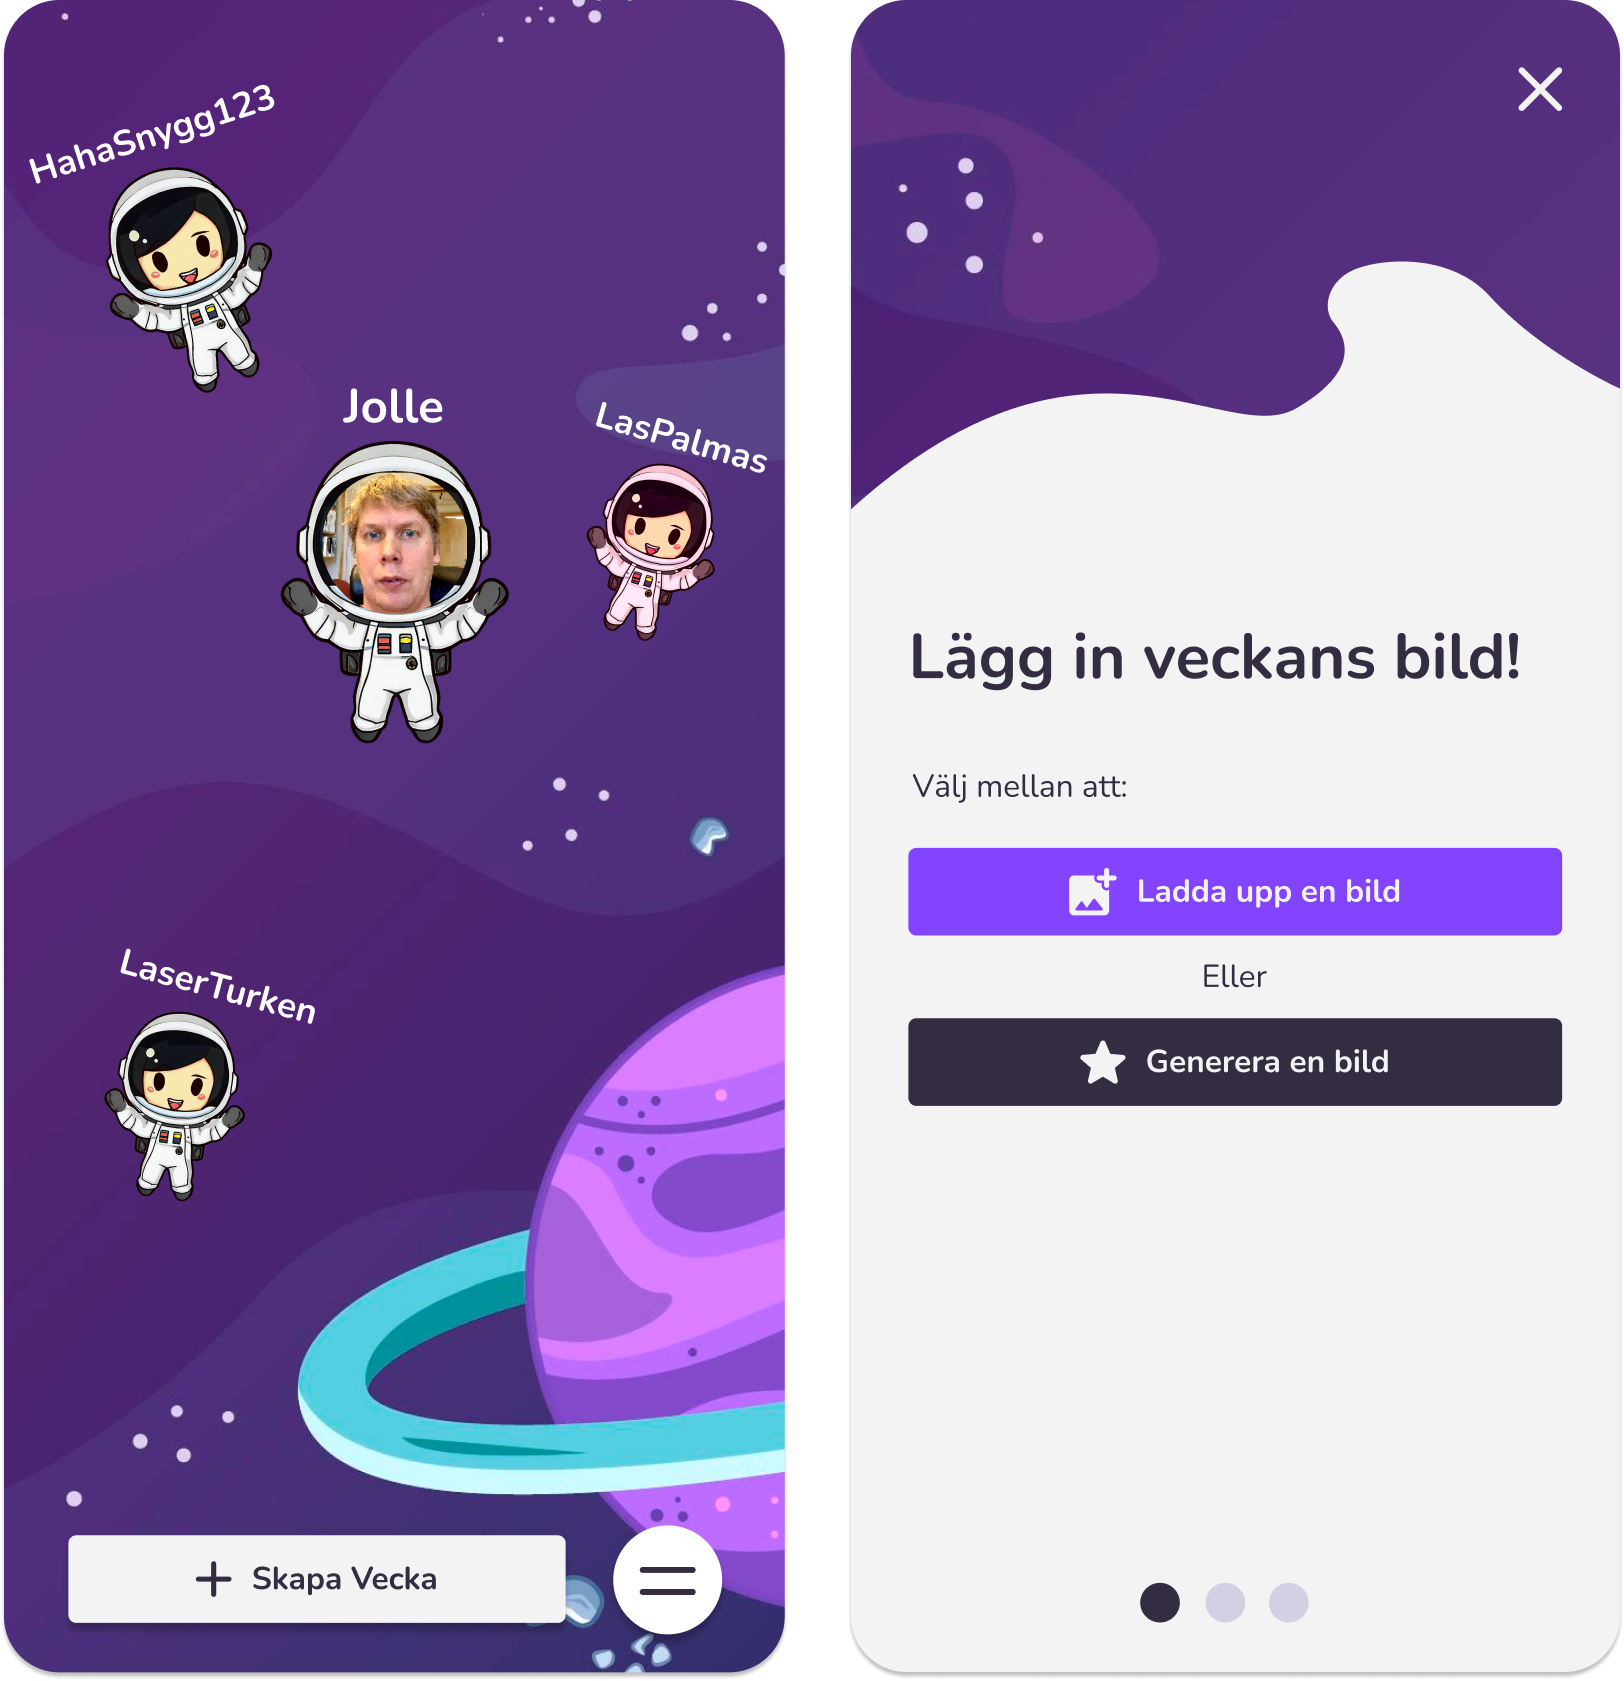 HahaSnygg123
Jolle
LasPalmas
LaserTurken
Skapa Vecka
Lägg in veckans bild!
Välj mellan att:
Ladda upp en bild
Eller
Generera en bild